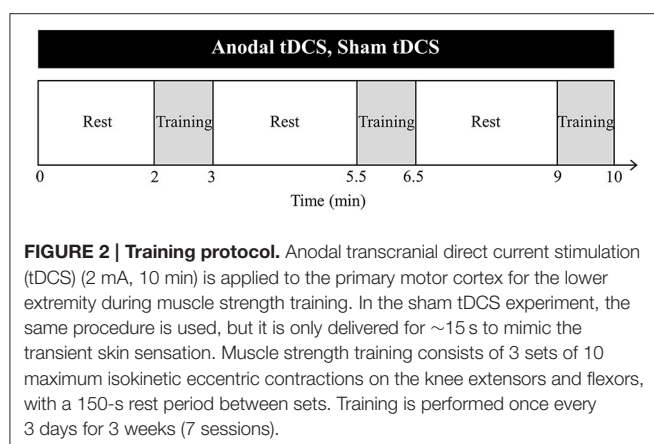 Anodal tDCS, Sham tDCS
Rest Training Rest Training Rest Training
0 2 3 5.5 6.5 9 10
Time (min)
FIGURE 2 | Training protocol. Anodal transcranial direct current stimulation
(tDCS) (2 mA, 10 min) is applied to the primary motor cortex for the lower
extremity during muscle strength training. In the sham tDCS experiment, the
same procedure is used, but it is only delivered for ∼15 s to mimic the
transient skin sensation. Muscle strength training consists of 3 sets of 10
maximum isokinetic eccentric contractions on the knee extensors and flexors,
with a 150-s rest period between sets. Training is performed once every
3 days for 3 weeks (7 sessions).